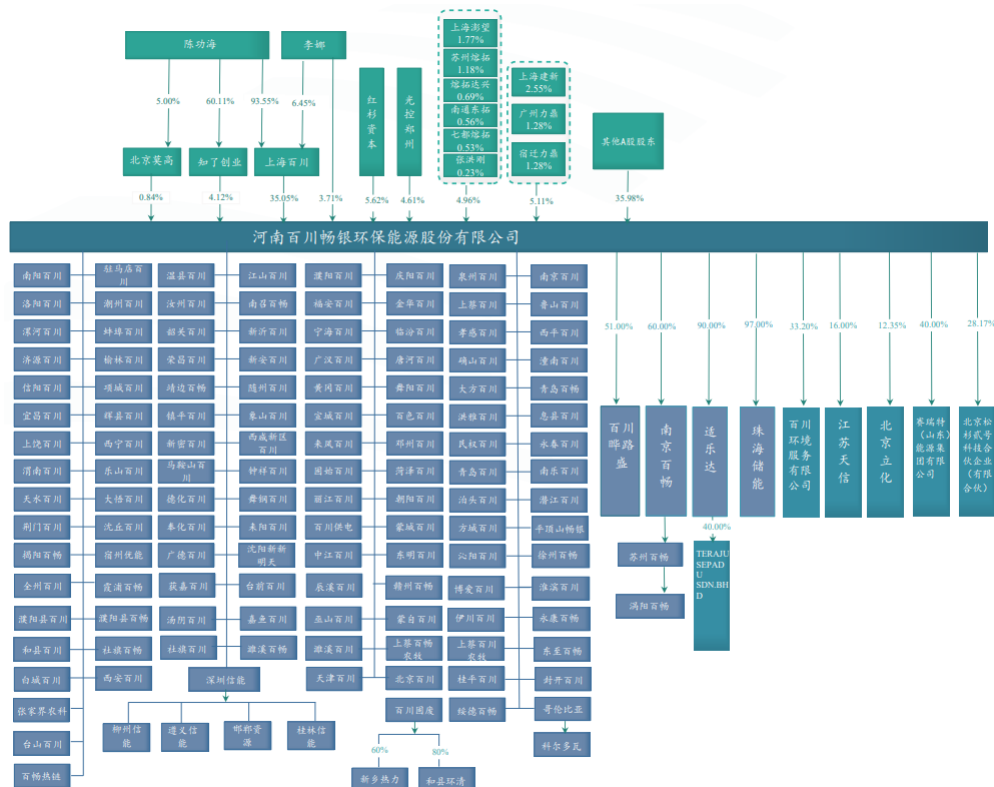 陈功海
李娜
5.00%
60.11%
93.55%
6.45%
北京莫高
知了创业
上海百川
红杉资本
光控郑州
上海澎望
1.77%
苏州熔拓
1.18%
熔拓达兴
0.69%
南通东拓
0.56%
七都熔拓
0.53%
张洪刚
0.23%
上海建新
2.55%
广州力鼎
1.28%
宿迁力鼎
1.28%
其他A股股东
0.84%
4.12%
35.05%
3.71%
5.62%
4.61%
4.96%
5.11%
35.98%
河南百川畅银环保能源股份有限公司
南阳百川
驻马店百
川
温县百川
江山百川
濮阳百川
庆阳百川
泉州百川
南京百川
洛阳百川
潮州百川
汝州百川
南召百畅
福安百川
金华百川
上蔡百川
鲁山百川
漯河百川
蚌埠百川
韶关百川
新沂百川
宁海百川
临汾百川
孝感百川
西平百川
济源百川
榆林百川
荣昌百川
新安百川
广汉百川
唐河百川
砀山百川
潼南百川
信阳百川
项城百川
靖边百畅
随州百川
黄冈百川
舞阳百川
大方百川
青岛百畅
宜昌百川
辉县百川
镇平百川
象山百川
宣城百川
百色百川
洪雅百川
息县百川
上饶百川
西宁百川
新密百川
西咸新区
百川
来凤百川
邓州百川
民权百川
永春百川
渭南百川
乐山百川
马鞍山百
川
钟祥百川
固始百川
菏泽百川
青岛百川
南乐百川
天水百川
大悟百川
德化百川
舞钢百川
丽江百川
朝阳百川
泊头百川
潜江百川
荆门百川
沈丘百川
奉化百川
耒阳百川
百川供电
蒙城百川
方城百川
平顶山畅银
揭阳百畅
宿州优能
广德百川
沈阳新新
明天
中江百川
东明百川
沁阳百川
徐州百畅
全州百川
霞浦百畅
获嘉百川
台前百川
辰溪百川
赣州百畅
博爱百川
淮滨百川
濮阳县百川
濮阳县百畅
汤阴百川
嘉鱼百川
巫山百川
蒙自百川
伊川百川
永康百畅
和县百川
社旗百畅
社旗百川
濉溪百畅
濉溪百川
上蔡百畅
农牧
上蔡百川
农牧
东至百畅
白城百川
西安百川
深圳信能
天津百川
北京百川
桂平百川
封开百川
张家界农科
百川固废
绥德百畅
哥伦比亚
台山百川
柳州信
能
遵义信
能
邯郸资
源
桂林信能
科尔多瓦
百畅热链
60%
80%
新乡热力
和县环清
51.00%
60.00%
90.00%
97.00%
33.20%
16.00%
12.35%
40.00%
28.17%
百川晔路盛
南京百畅
适乐达
珠海储能
百川
环境
服务
有限
公司
江苏天信
北京立化
赛瑞特
（山东）
能源集
团有限
公司
北京松
杉贰号
科技合
伙企业
（有限
合伙）
苏州百畅
涡阳百畅
40.00%
TERAJU
SEPAD
U
SDN.BH
D